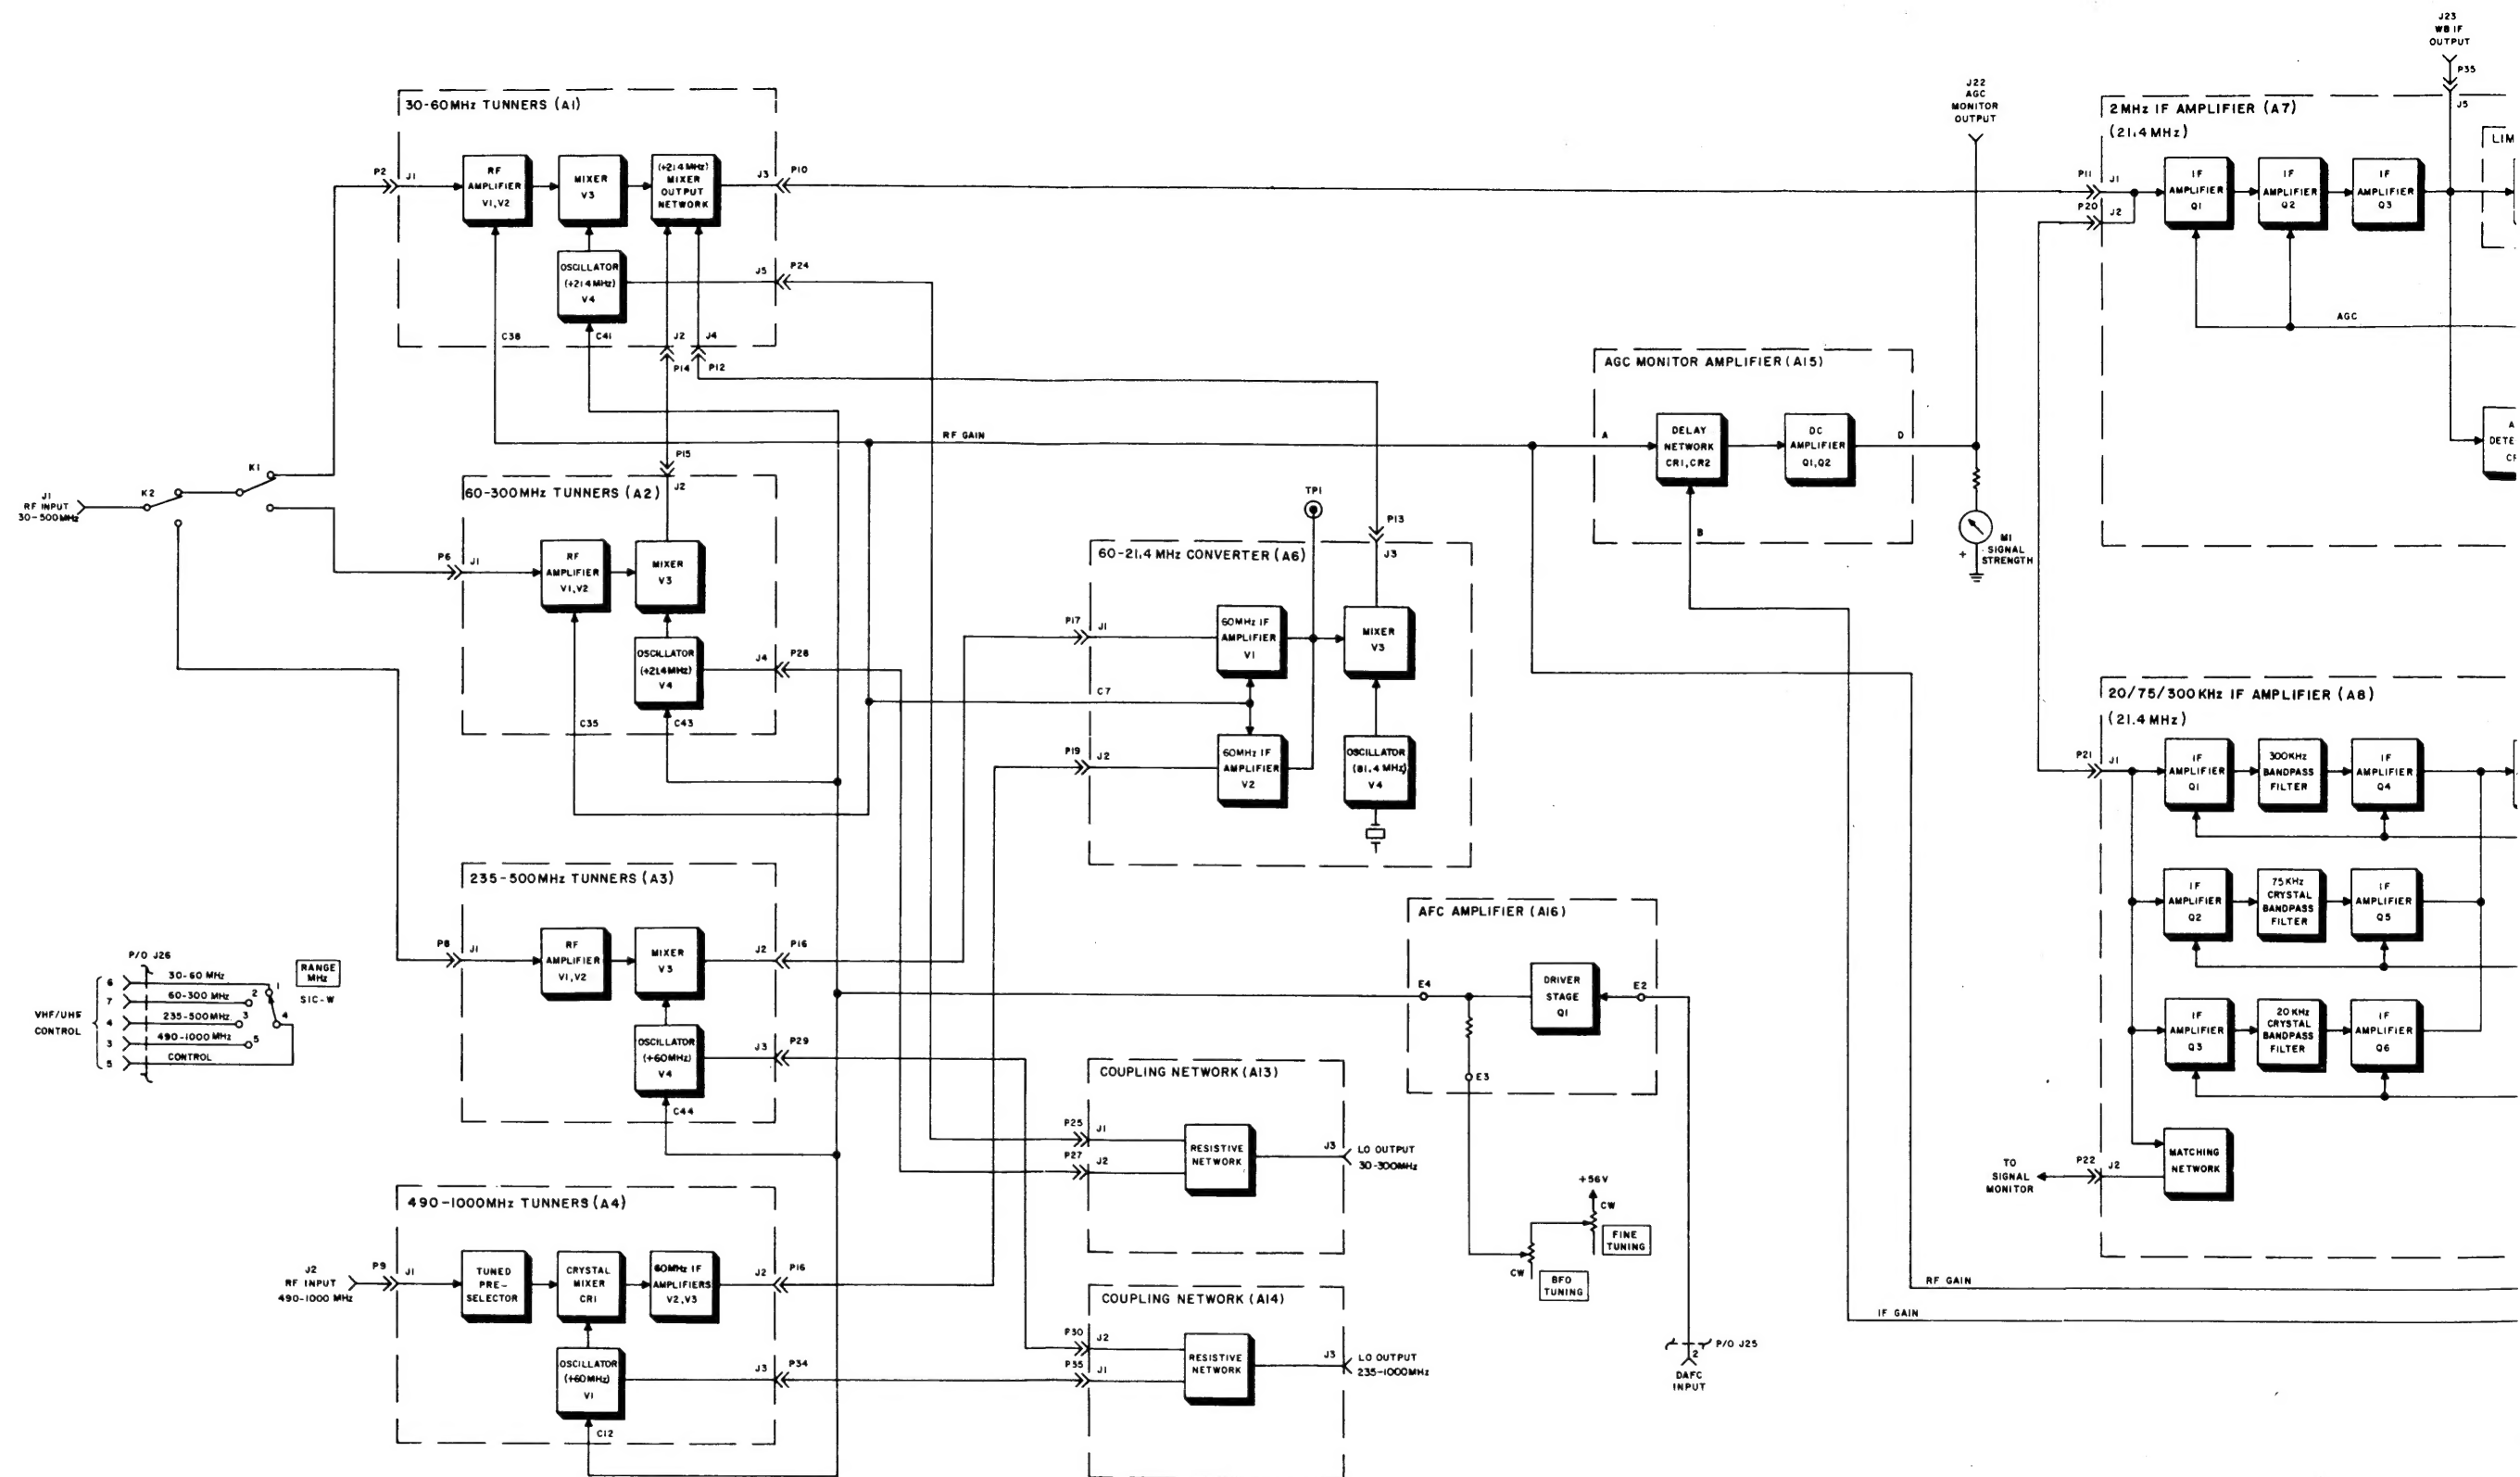 J23
WB IF
OUTPUT
P35
J5
J22
AGC
MONITOR
OUTPUT
30-60MHz TUNNERS (A1)
P2
J1
RF
AMPLIFIER
V1,V2
MIXER
V3
(+21.4MHz)
MIXER
OUTPUT
NETWORK
J3
P10
OSCILLATOR
(+21.4MHz)
V4
J5
P24
C38
C41
J2
J4
P14
P12
2MHz IF AMPLIFIER (A7)
(21.4MHz)
LIM
P11
J1
P20
J2
IF
AMPLIFIER
Q1
IF
AMPLIFIER
Q2
IF
AMPLIFIER
Q3
AGC
A
DETE
CR
RF GAIN
AGC MONITOR AMPLIFIER (A15)
A
DELAY
NETWORK
CR1,CR2
DC
AMPLIFIER
Q1,Q2
D
B
M1
SIGNAL
STRENGTH
+
K1
K2
J1
RF INPUT
30-500MHz
P15
J2
60-300MHz TUNNERS (A2)
P6
J1
RF
AMPLIFIER
V1,V2
MIXER
V3
OSCILLATOR
(+21.4MHz)
V4
J4
P28
C35
C43
TP1
P13
J3
60-21.4 MHz CONVERTER (A6)
P17
J1
60MHz IF
AMPLIFIER
V1
MIXER
V3
C7
P19
J2
60MHz IF
AMPLIFIER
V2
OSCILLATOR
(81.4 MHz)
V4
20/75/300KHz IF AMPLIFIER (A8)
(21.4 MHz)
P21
J1
IF
AMPLIFIER
Q1
300KHz
BANDPASS
FILTER
IF
AMPLIFIER
Q4
IF
AMPLIFIER
Q2
75KHz
CRYSTAL
BANDPASS
FILTER
IF
AMPLIFIER
Q5
IF
AMPLIFIER
Q3
20 KHz
CRYSTAL
BANDPASS
FILTER
IF
AMPLIFIER
Q6
MATCHING
NETWORK
TO
SIGNAL
MONITOR
P22
J2
235-500MHz TUNNERS (A3)
P8
J1
RF
AMPLIFIER
V1,V2
MIXER
V3
J2
P16
OSCILLATOR
(+60MHz)
V4
J3
P29
C44
P/O J26
RANGE
MHz
S1C-W
VHF/UHF
CONTROL
6
30-60 MHz
1
7
60-300 MHz
2
4
235-500MHz
3
4
3
490-1000 MHz
5
5
CONTROL
AFC AMPLIFIER (A16)
E4
DRIVER
STAGE
Q1
E2
E3
+56V
CW
FINE
TUNING
CW
BFO
TUNING
P/O J25
2
DAFC
INPUT
COUPLING NETWORK (A13)
P25
J1
P27
J2
RESISTIVE
NETWORK
J3
LO OUTPUT
30-300MHz
490-1000MHz TUNNERS (A4)
J2
RF INPUT
490-1000 MHz
P9
J1
TUNED
PRE-
SELECTOR
CRYSTAL
MIXER
CR1
60MHz IF
AMPLIFIERS
V2,V3
J2
P16
OSCILLATOR
(+60MHz)
V1
J3
P34
C12
COUPLING NETWORK (A14)
P30
J2
P35
J1
RESISTIVE
NETWORK
J3
LO OUTPUT
235-1000MHz
RF GAIN
IF GAIN